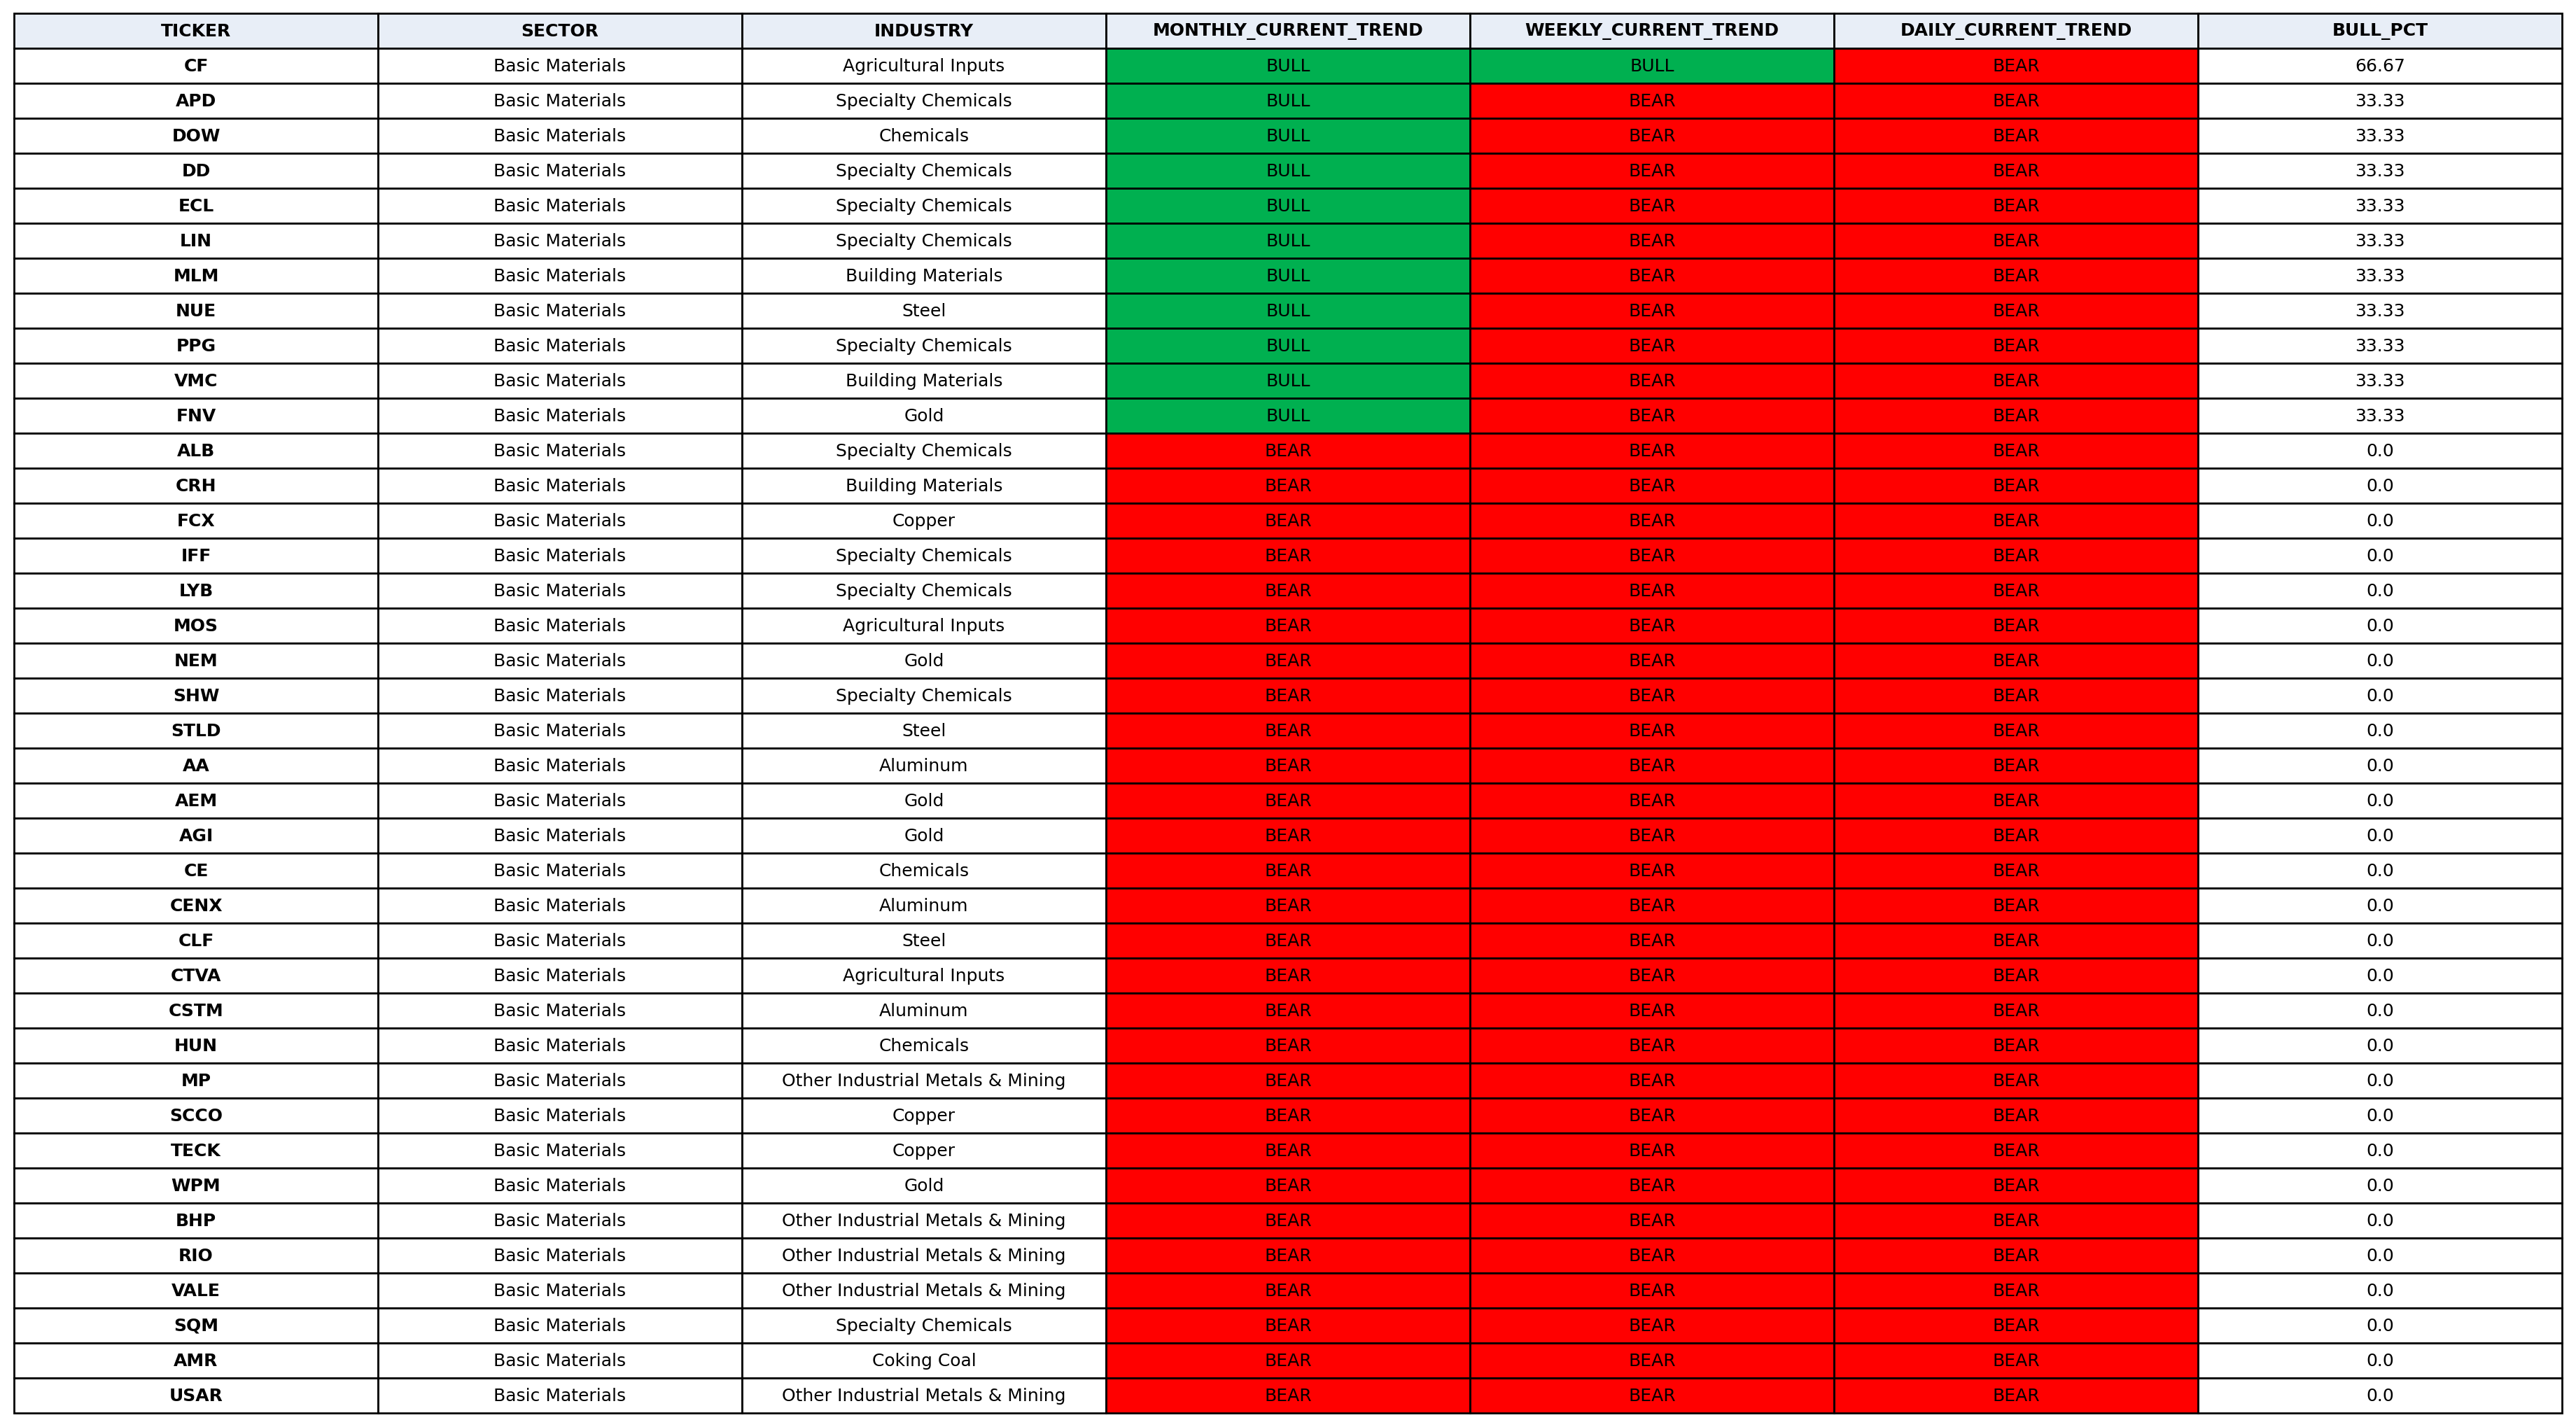 TICKER SECTOR INDUSTRY MONTHLY_CURRENT_TREND WEEKLY_CURRENT_TREND DAILY_CURRENT_TREND BULL_PCT
CF Basic Materials Agricultural Inputs BULL BULL BEAR 66.67
APD Basic Materials Specialty Chemicals BULL BEAR BEAR 33.33
DOW Basic Materials Chemicals BULL BEAR BEAR 33.33
DD Basic Materials Specialty Chemicals BULL BEAR BEAR 33.33
ECL Basic Materials Specialty Chemicals BULL BEAR BEAR 33.33
LIN Basic Materials Specialty Chemicals BULL BEAR BEAR 33.33
MLM Basic Materials Building Materials BULL BEAR BEAR 33.33
NUE Basic Materials Steel BULL BEAR BEAR 33.33
PPG Basic Materials Specialty Chemicals BULL BEAR BEAR 33.33
VMC Basic Materials Building Materials BULL BEAR BEAR 33.33
FNV Basic Materials Gold BULL BEAR BEAR 33.33
ALB Basic Materials Specialty Chemicals BEAR BEAR BEAR 0.0
CRH Basic Materials Building Materials BEAR BEAR BEAR 0.0
FCX Basic Materials Copper BEAR BEAR BEAR 0.0
IFF Basic Materials Specialty Chemicals BEAR BEAR BEAR 0.0
LYB Basic Materials Specialty Chemicals BEAR BEAR BEAR 0.0
MOS Basic Materials Agricultural Inputs BEAR BEAR BEAR 0.0
NEM Basic Materials Gold BEAR BEAR BEAR 0.0
SHW Basic Materials Specialty Chemicals BEAR BEAR BEAR 0.0
STLD Basic Materials Steel BEAR BEAR BEAR 0.0
AA Basic Materials Aluminum BEAR BEAR BEAR 0.0
AEM Basic Materials Gold BEAR BEAR BEAR 0.0
AGI Basic Materials Gold BEAR BEAR BEAR 0.0
CE Basic Materials Chemicals BEAR BEAR BEAR 0.0
CENX Basic Materials Aluminum BEAR BEAR BEAR 0.0
CLF Basic Materials Steel BEAR BEAR BEAR 0.0
CTVA Basic Materials Agricultural Inputs BEAR BEAR BEAR 0.0
CSTM Basic Materials Aluminum BEAR BEAR BEAR 0.0
HUN Basic Materials Chemicals BEAR BEAR BEAR 0.0
MP Basic Materials Other Industrial Metals & Mining BEAR BEAR BEAR 0.0
SCCO Basic Materials Copper BEAR BEAR BEAR 0.0
TECK Basic Materials Copper BEAR BEAR BEAR 0.0
WPM Basic Materials Gold BEAR BEAR BEAR 0.0
BHP Basic Materials Other Industrial Metals & Mining BEAR BEAR BEAR 0.0
RIO Basic Materials Other Industrial Metals & Mining BEAR BEAR BEAR 0.0
VALE Basic Materials Other Industrial Metals & Mining BEAR BEAR BEAR 0.0
SQM Basic Materials Specialty Chemicals BEAR BEAR BEAR 0.0
AMR Basic Materials Coking Coal BEAR BEAR BEAR 0.0
USAR Basic Materials Other Industrial Metals & Mining BEAR BEAR BEAR 0.0